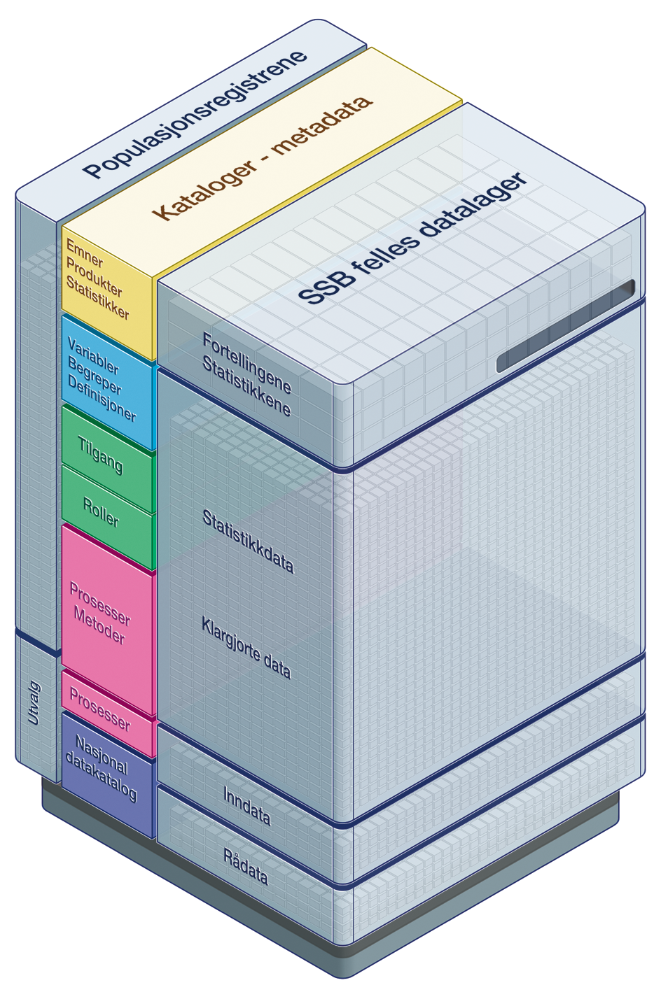 Populasjonsregistrene
Kataloger - metadata
SSB felles datalager
Emner
Produkter
Statistikker
Variabler
Begreper
Definisjoner
Tilgang
Roller
Prosesser
Metoder
Prosesser
Nasjonal
datakatalog
Utvalg
Fortellingene
Statistikkene
Statistikkdata
Klargjorte data
Inndata
Rådata